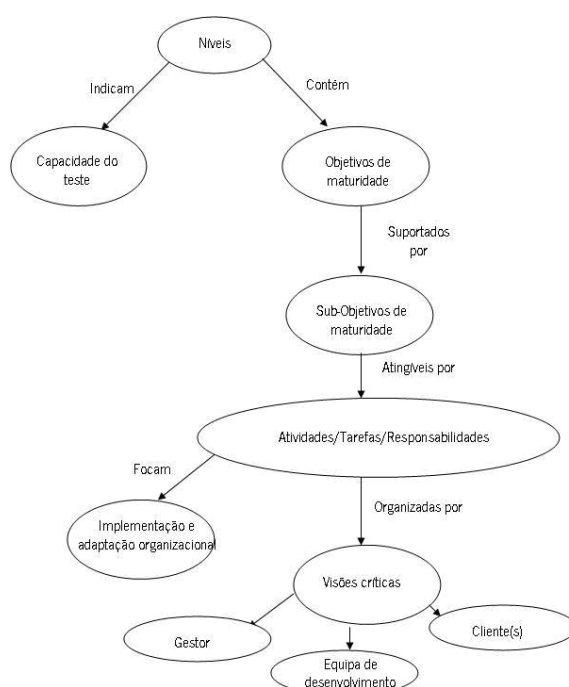 Níveis
Indicam
Contém
Capacidade do
teste
Objetivos de
maturidade
Suportados
por
Sub-Objetivos de
maturidade
Atingíveis por
Atividades/Tarefas/Responsabilidades
Focam
Organizadas por
Implementação e
adaptação organizacional
Visões críticas
Gestor
Cliente(s)
Equipa de
desenvolvimento